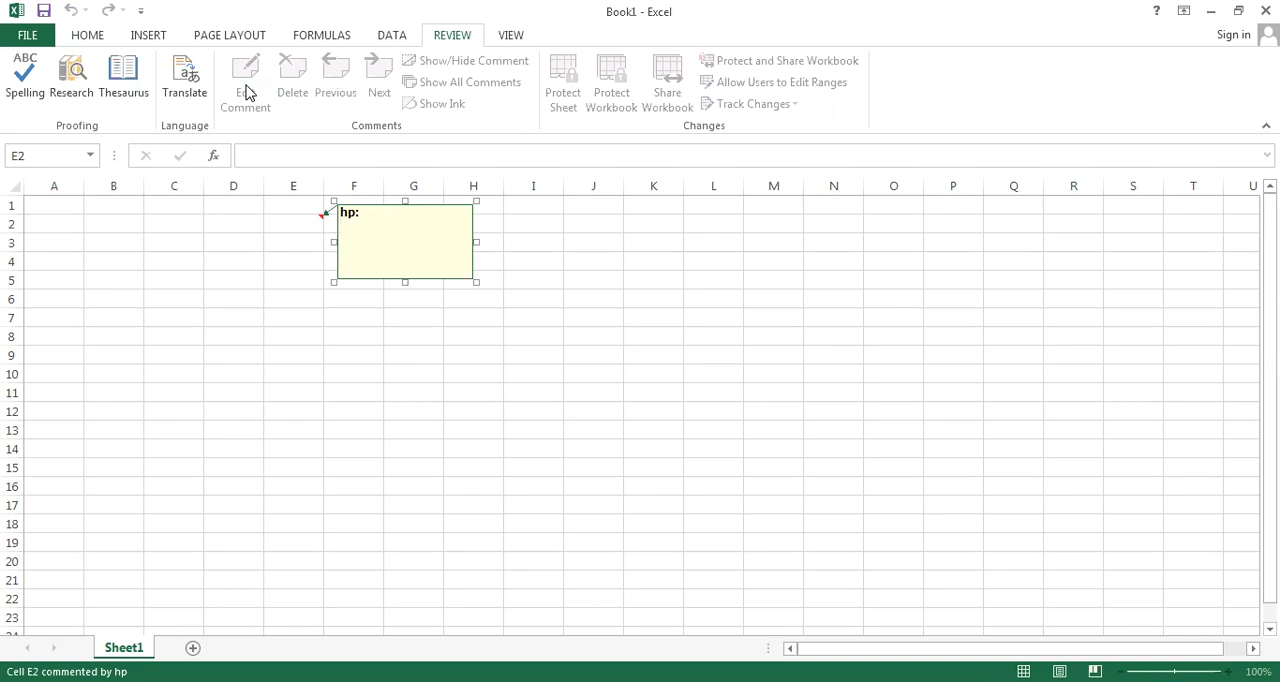 Book1 - Excel
Sign in
FILE HOME INSERT PAGE LAYOUT FORMULAS DATA REVIEW VIEW
ABC
Spelling Research Thesaurus
Proofing
Translate
Language
Comment
Delete Previous Next
Show/Hide Comment
Show All Comments
Show Ink
Comments
Protect Sheet
Protect Workbook
Share Workbook
Protect and Share Workbook
Allow Users to Edit Ranges
Track Changes
Changes
E2
fx
A B C D E F G H I J K L M N O P Q R S T U
1
2
3
4
5
6
7
8
9
10
11
12
13
14
15
16
17
18
19
20
21
22
23
hp:
Sheet1
Cell E2 commented by hp
100%